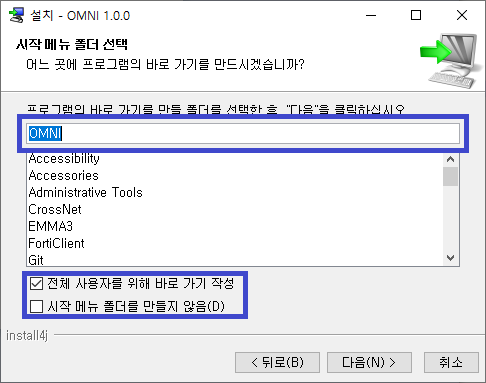 설치 - OMNI 1.0.0
시작 메뉴 폴더 선택
어느 곳에 프로그램의 바로 가기를 만드시겠습니까?
프로그램의 바로 가기를 만들 폴더를 선택한 후, "다음"을 클릭하십시오
OMNI
Accessibility
Accessories
Administrative Tools
CrossNet
EMMA3
FortiClient
Git
전체 사용자를 위해 바로 가기 작성
시작 메뉴 폴더를 만들지 않음(D)
install4j
< 뒤로(B) 다음(N) > 취소